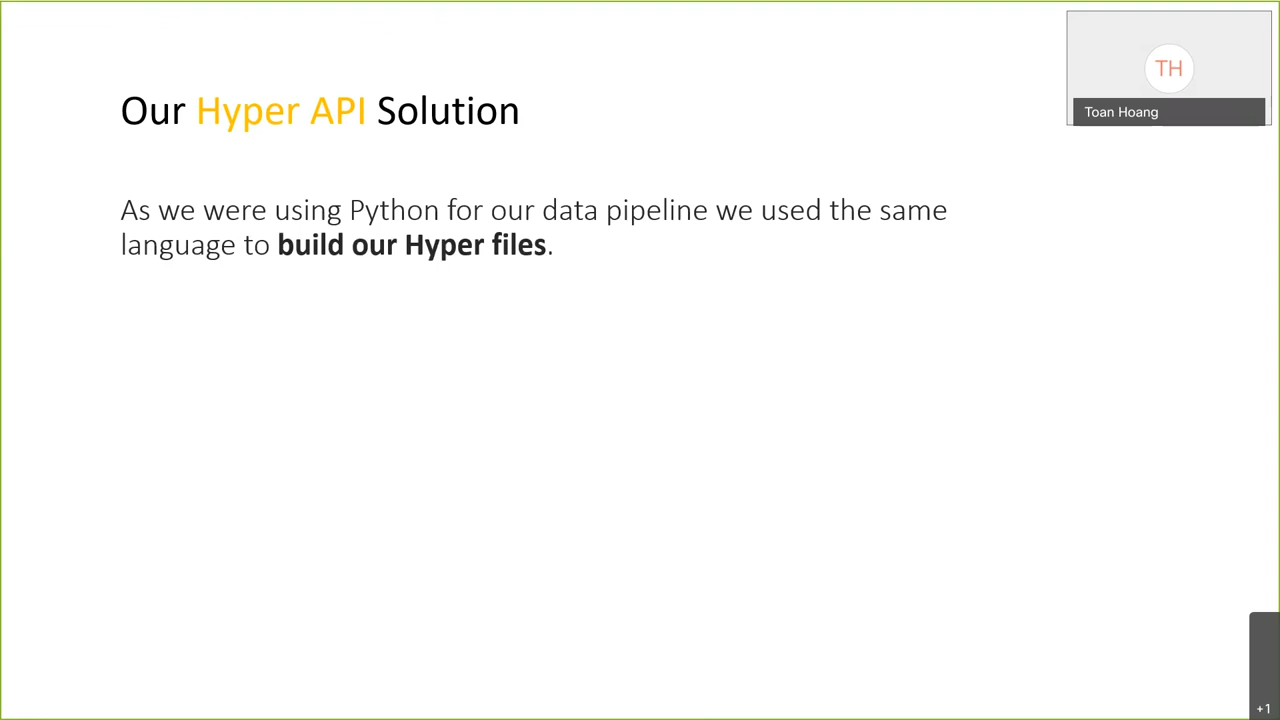 TH
Toan Hoang
Our Hyper API Solution
As we were using Python for our data pipeline we used the same
language to build our Hyper files.
+1